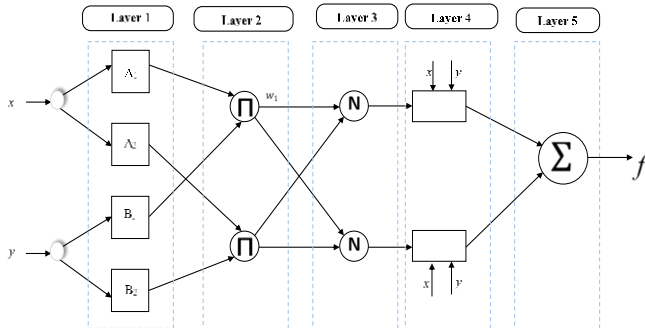 Layer 1
Layer 2
Layer 3
Layer 4
Layer 5
A₁
x y
x
w₁
Π
N
A₂
Σ
f
B₁
y
Π
N
B₂
x y